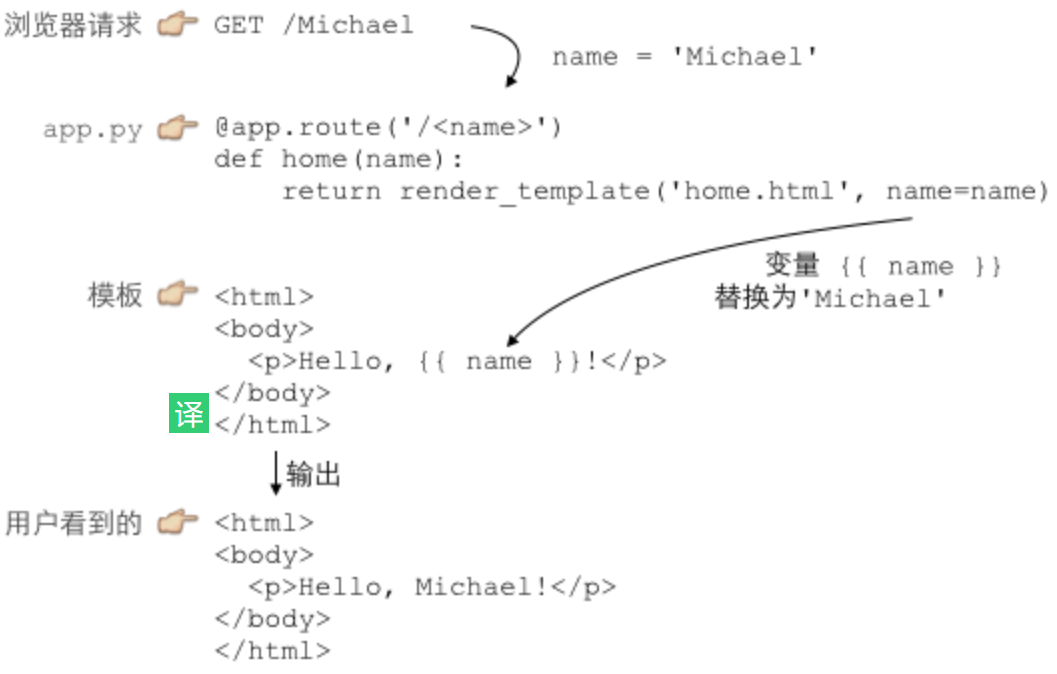 浏览器请求 GET /Michael
name = 'Michael'
app.py @app.route('/<name>')
def home(name):
return render_template('home.html', name=name)
变量 {{ name }}
替换为'Michael'
模板 <html>
<body>
<p>Hello, {{ name }}!</p>
</body>
译 </html>
输出
用户看到的 <html>
<body>
<p>Hello, Michael!</p>
</body>
</html>